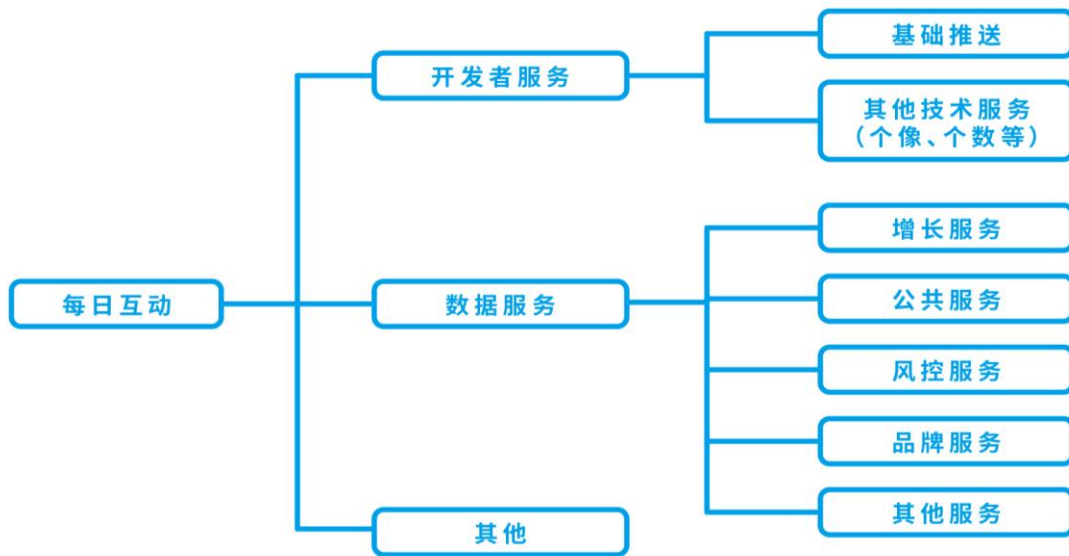 每日互动
开发者服务
基础推送
其他技术服务
（个像、个数等）
数据服务
增长服务
公共服务
风控服务
品牌服务
其他服务
其他